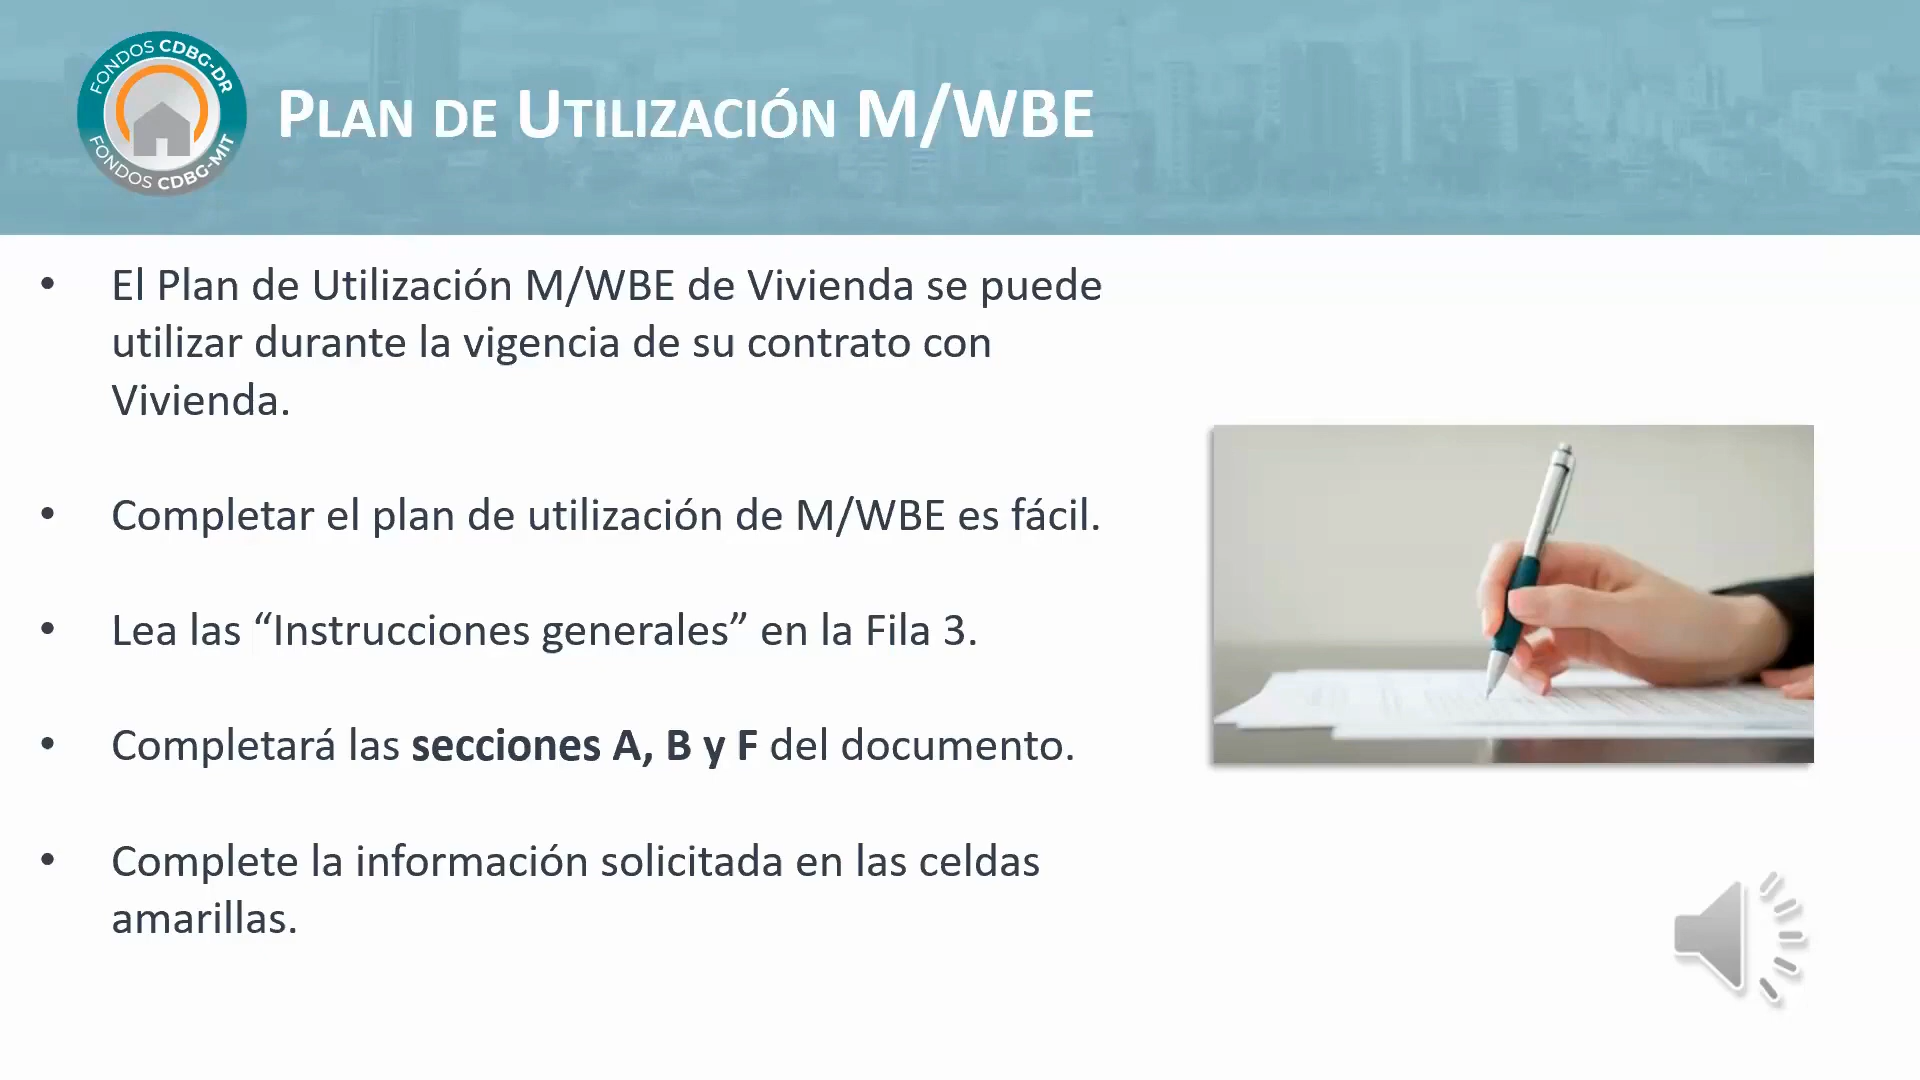 FONDOS CDBG-DR
FONDOS CDBG-MIT
PLAN DE UTILIZACIÓN M/WBE
• El Plan de Utilización M/WBE de Vivienda se puede
utilizar durante la vigencia de su contrato con
Vivienda.
• Completar el plan de utilización de M/WBE es fácil.
• Lea las “Instrucciones generales” en la Fila 3.
• Completará las secciones A, B y F del documento.
• Complete la información solicitada en las celdas
amarillas.